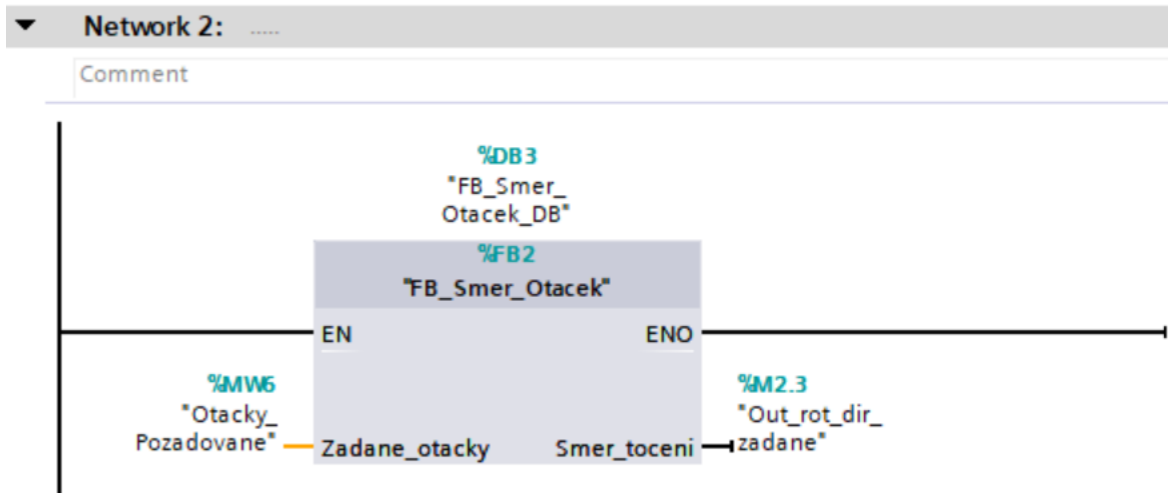 Network 2: .....
Comment
%DB3
"FB_Smer_
Otacek_DB"
%FB2
"FB_Smer_Otacek"
EN ENO
%MW6
"Otacky_
Pozadovane"
Zadane_otacky
Smer_toceni
%M2.3
"Out_rot_dir_
zadane"